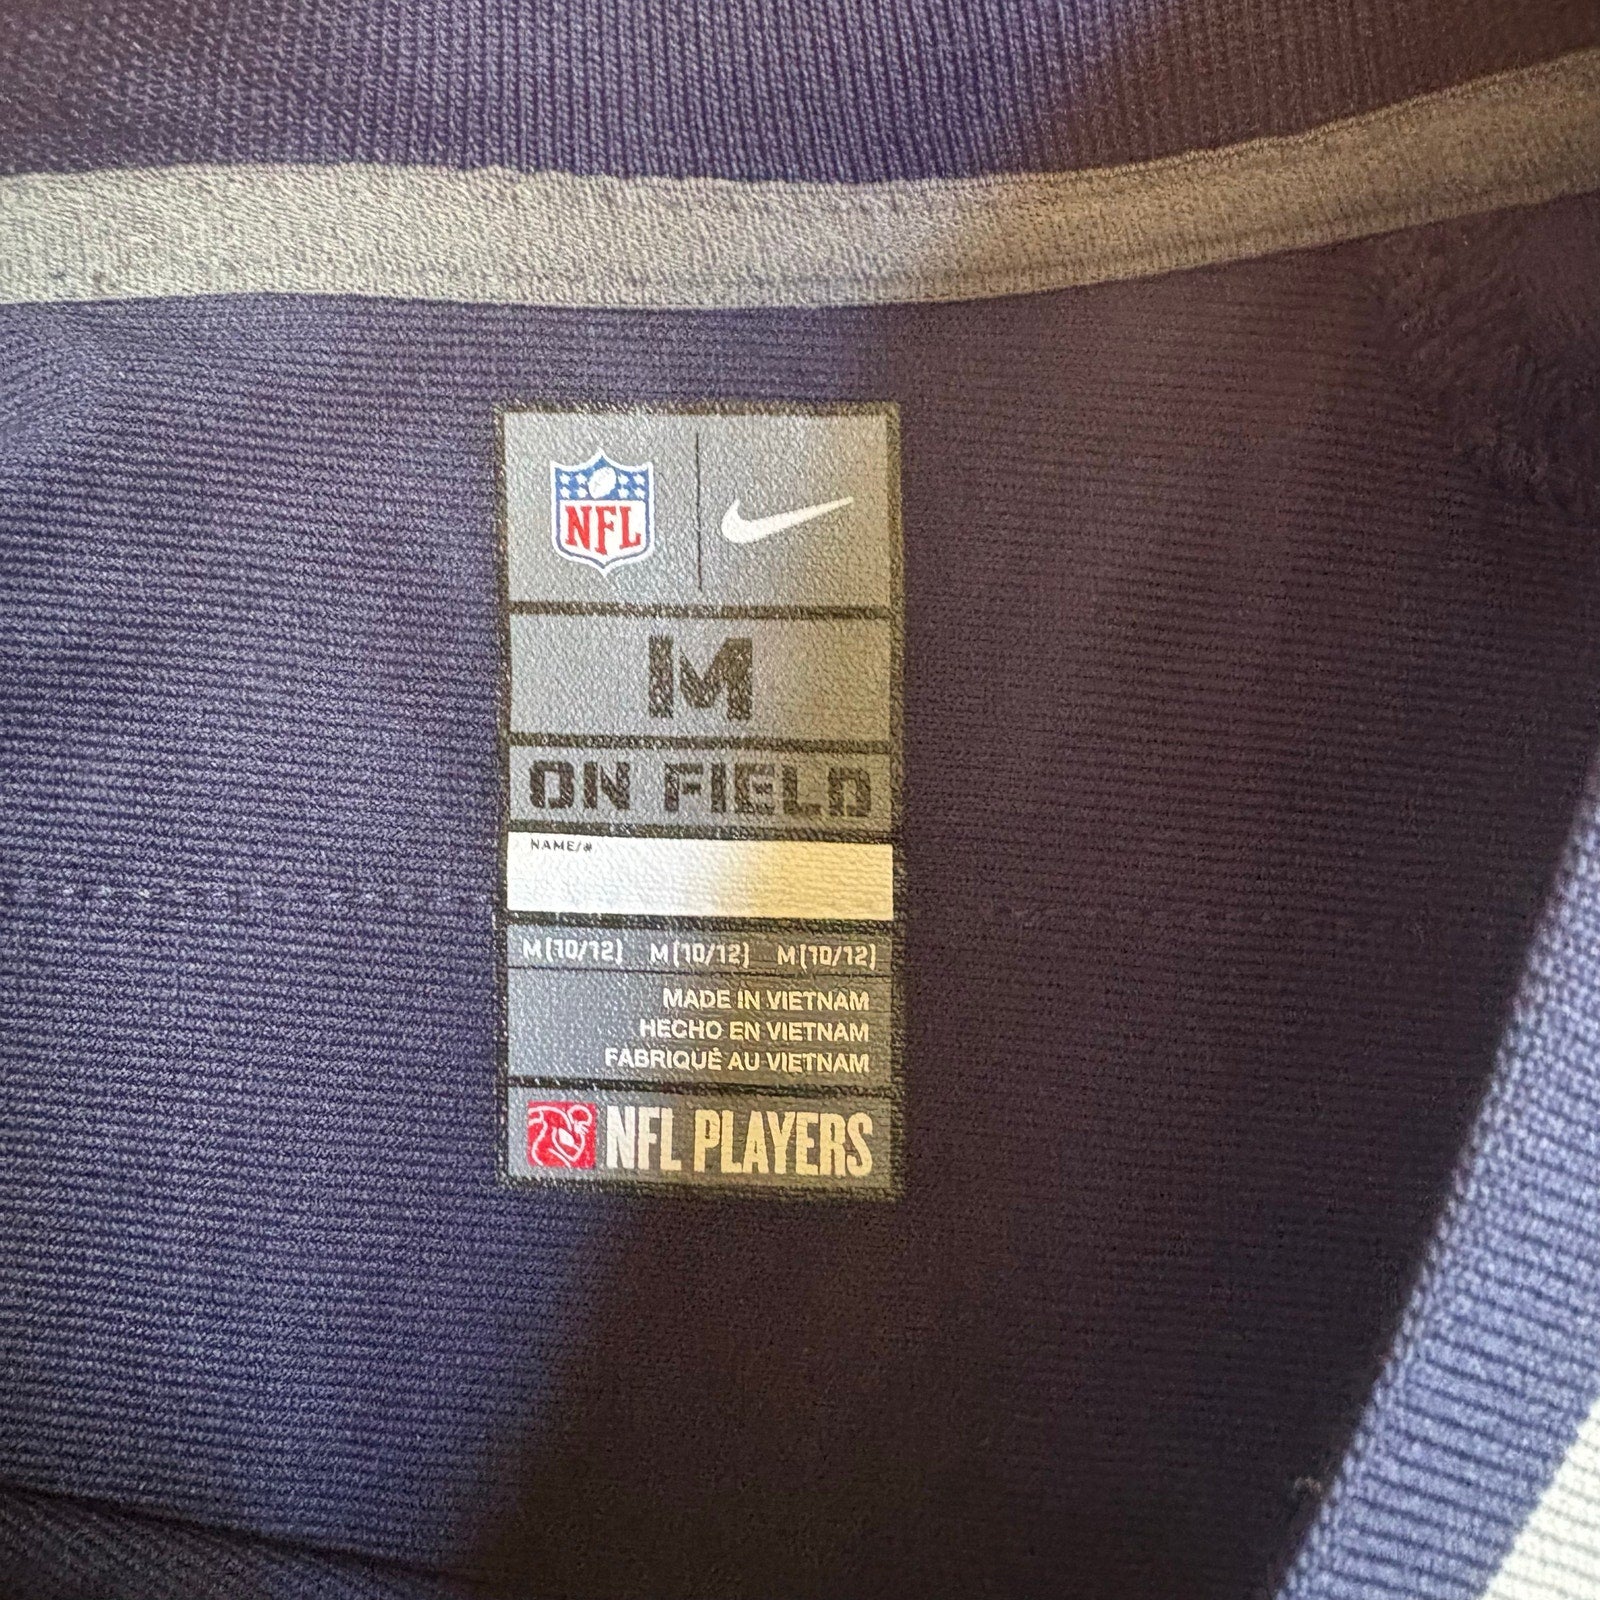 NFL
M
ON FIELD
NAME/#
M (10/12) M (10/12) M (10/12)
MADE IN VIETNAM
HECHO EN VIETNAM
FABRIQUÉ AU VIETNAM
NFL PLAYERS